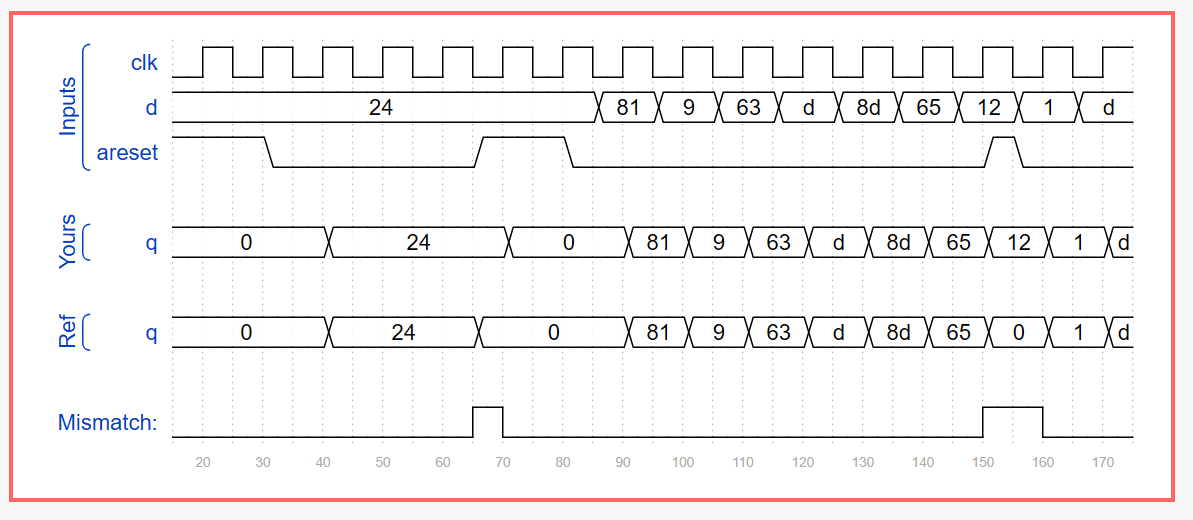 Inputs
clk
d 24 81 9 63 d 8d 65 12 1 d
areset
Yours
q 0 24 0 81 9 63 d 8d 65 12 1 d
Ref
q 0 24 0 81 9 63 d 8d 65 0 1 d
Mismatch:
20 30 40 50 60 70 80 90 100 110 120 130 140 150 160 170